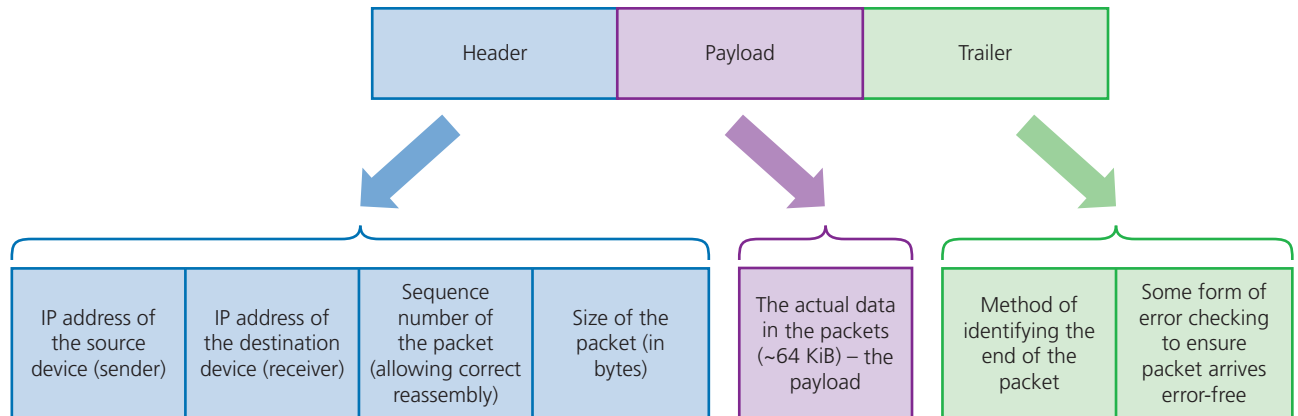 Header
Payload
Trailer
IP address of
the source
device (sender)
IP address of
the destination
device (receiver)
Sequence
number of
the packet
(allowing correct
reassembly)
Size of the
packet (in
bytes)
The actual data
in the packets
(~64 KiB) – the
payload
Method of
identifying the
end of the
packet
Some form of
error checking
to ensure
packet arrives
error-free